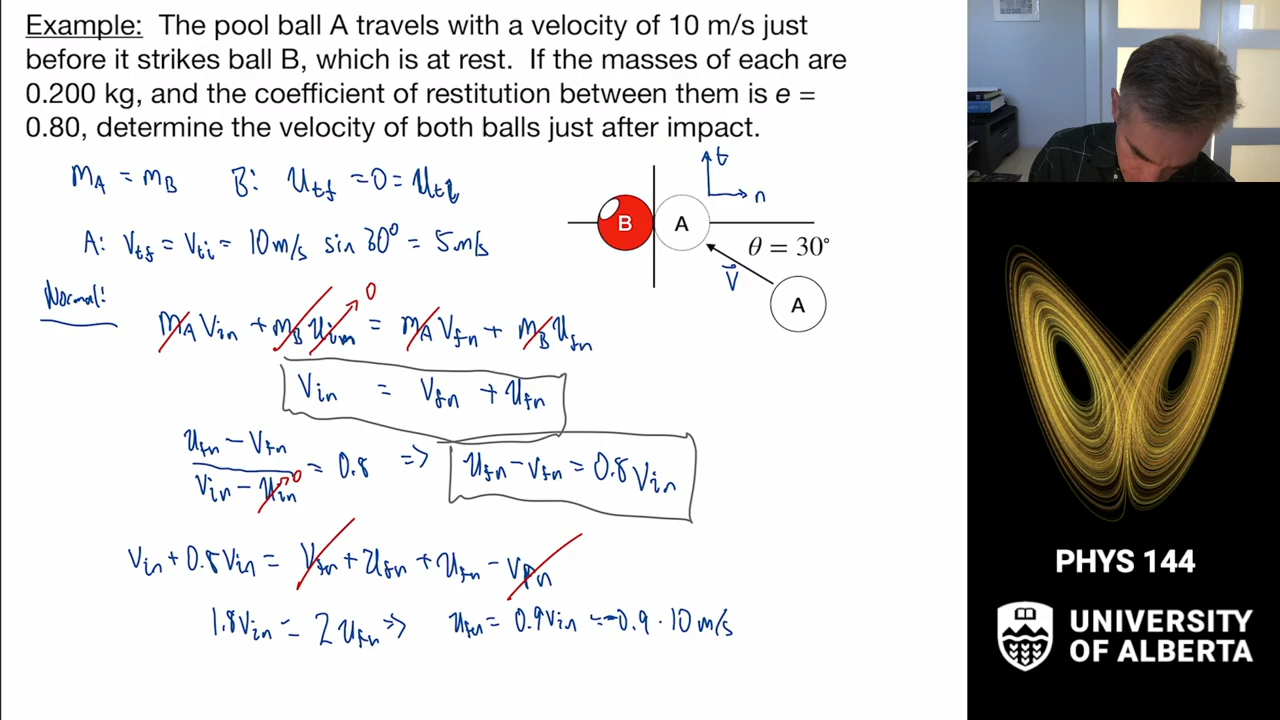 Example: The pool ball A travels with a velocity of 10 m/s just
before it strikes ball B, which is at rest. If the masses of each are
0.200 kg, and the coefficient of restitution between them is e =
0.80, determine the velocity of both balls just after impact.
m_A = m_B B: u_tf = 0 = u_ti
t
n
B A
θ = 30°
V⃗
A
A: V_tf = V_ti = 10 m/s sin 30° = 5 m/s
Normal:
m_A V_in + m_B u_in = m_A V_fn + m_B u_fn
0
V_in = V_fn + u_fn
u_fn - V_fn / V_in - u_in = 0.8 => u_fn - V_fn = 0.8 V_in
0
V_in + 0.8 V_in = V_fn + u_fn + u_fn - V_fn
1.8 V_in = 2 u_fn => u_fn = 0.9 V_in = -0.9 · 10 m/s
PHYS 144
UNIVERSITY
OF ALBERTA